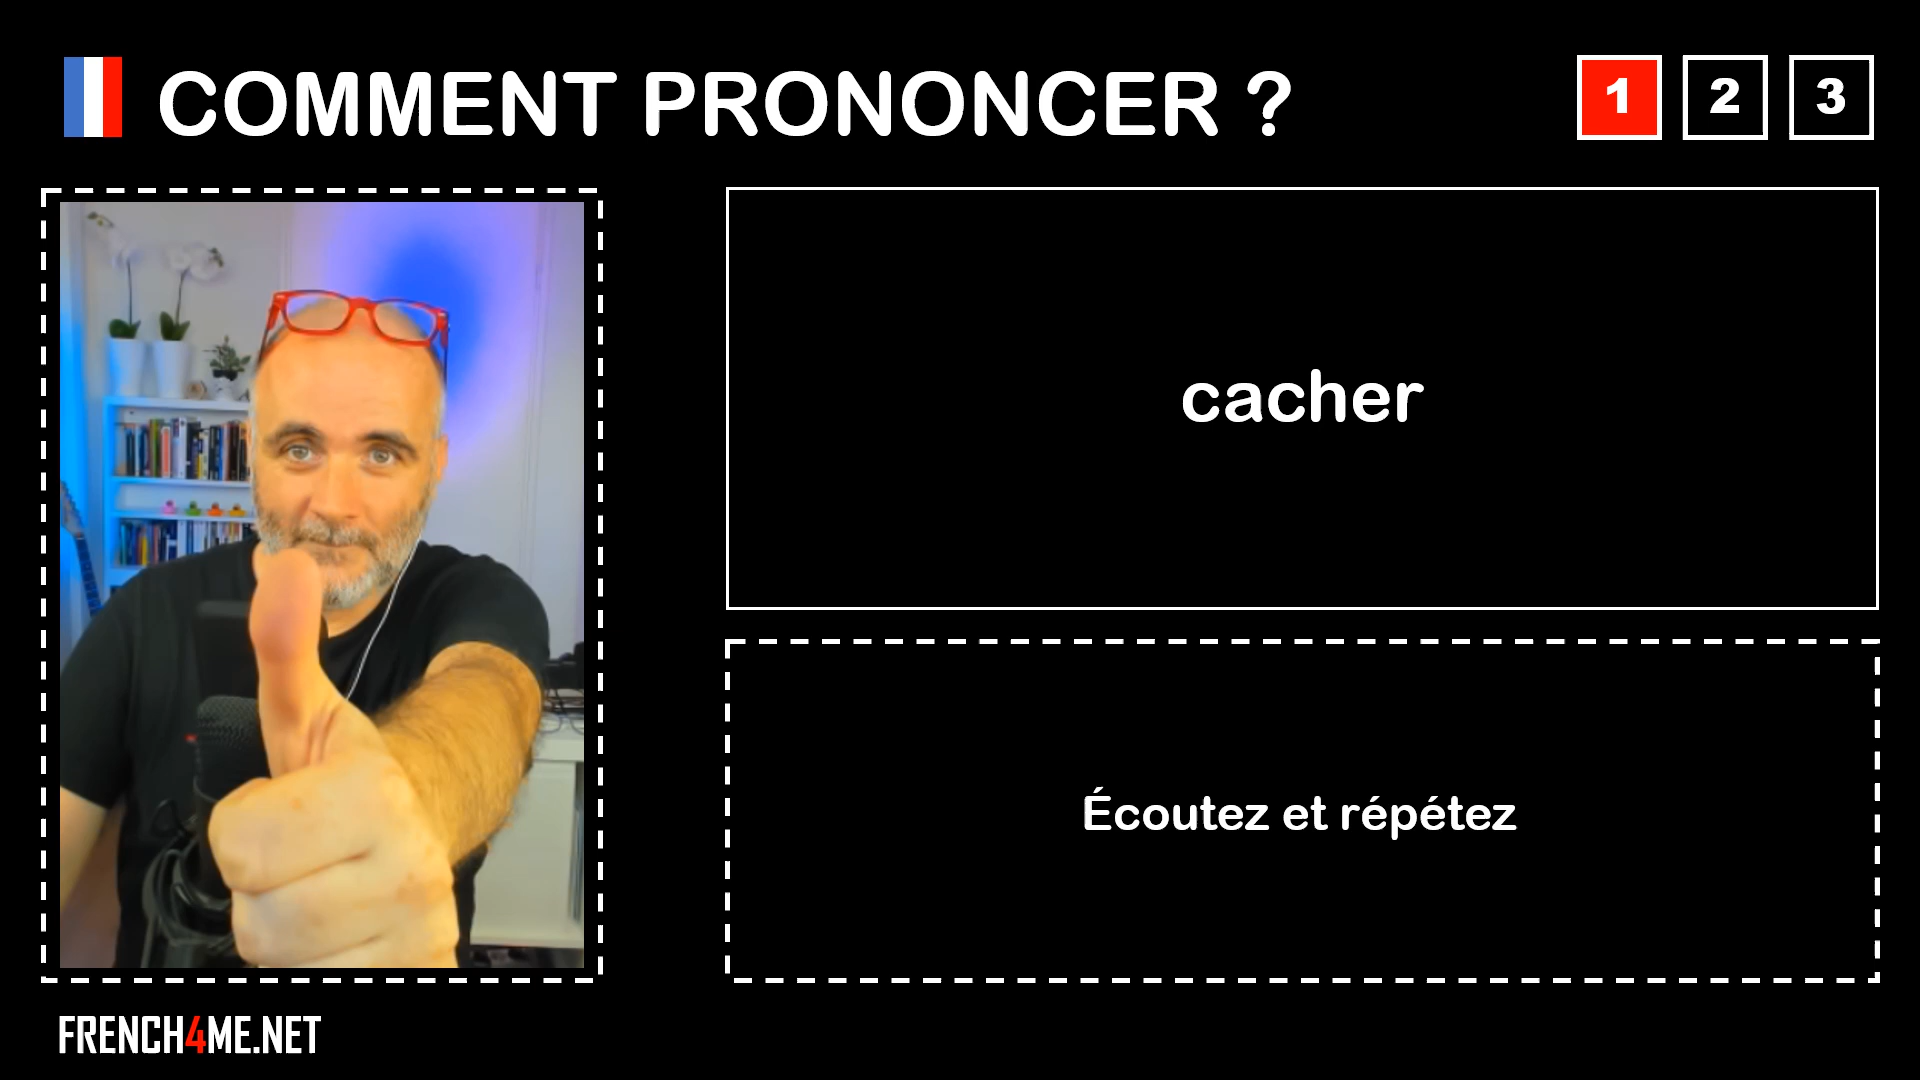 COMMENT PRONONCER ?
1 2 3
cacher
Écoutez et répétez
FRENCH4ME.NET